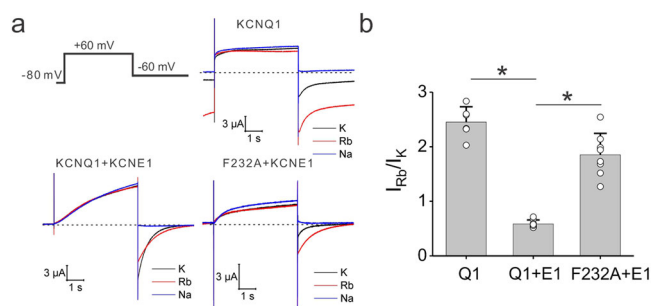 a
KCNQ1
+60 mV
-80 mV
-60 mV
3 µA
1 s
K
Rb
Na
KCNQ1+KCNE1
3 µA
1 s
K
Rb
Na
F232A+KCNE1
3 µA
1 s
K
Rb
Na
b
I_Rb/I_K
3
2
1
0
*
*
Q1
Q1+E1
F232A+E1